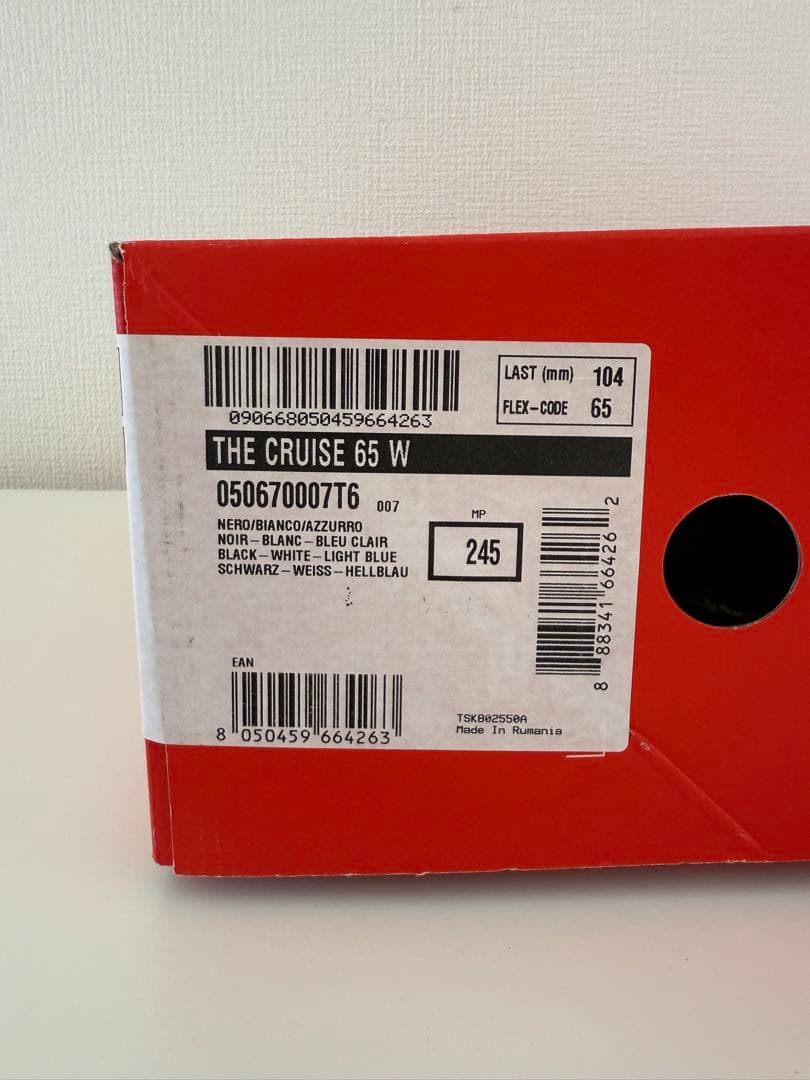 090668050459664263
LAST (mm) 104
FLEX-CODE 65
THE CRUISE 65 W
050670007T6 007
NERO/BIANCO/AZZURRO
NOIR-BLANC-BLEU CLAIR
BLACK-WHITE-LIGHT BLUE
SCHWARZ-WEISS-HELLBLAU
MP
245
8 88341 66426 2
EAN
8 050459 664263
TSKB02550A
Made In Rumania